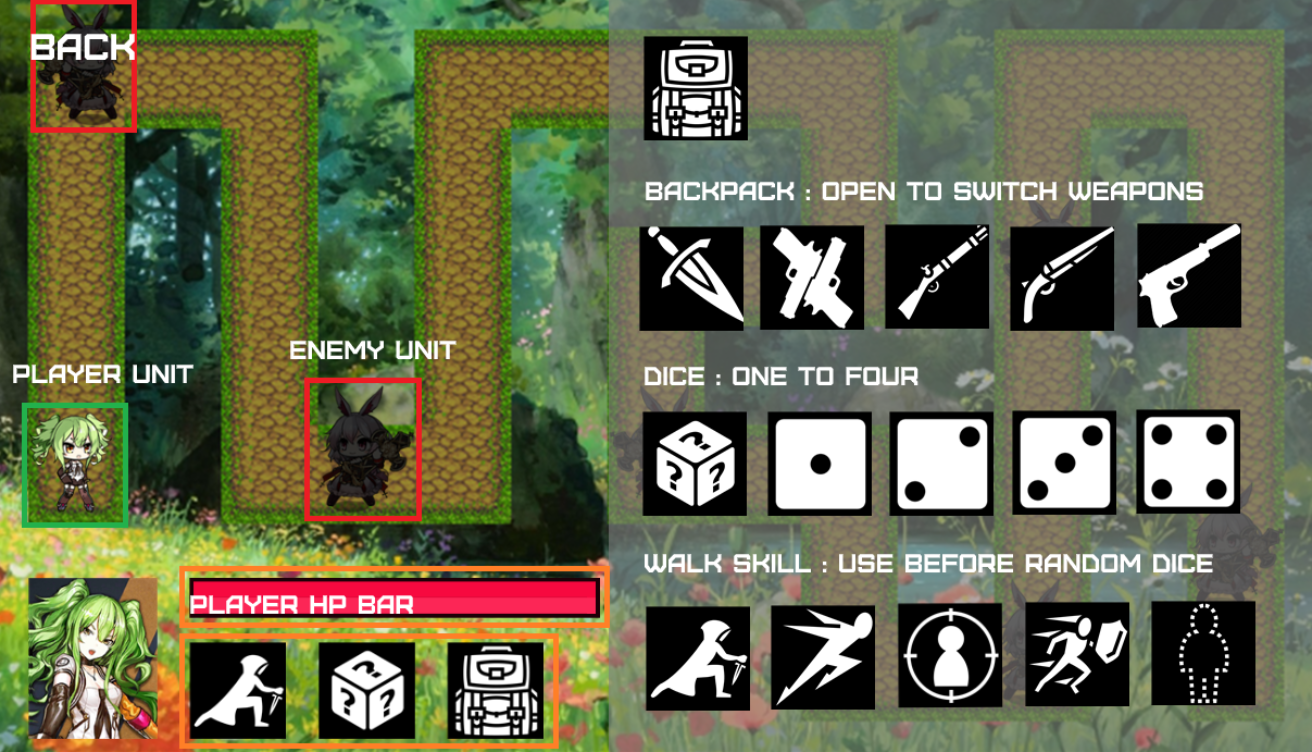 BACK
BACKPACK : OPEN TO SWITCH WEAPONS
ENEMY UNIT
PLAYER UNIT
DICE : ONE TO FOUR
? ? ?
WALK SKILL : USE BEFORE RANDOM DICE
PLAYER HP BAR
? ? ?